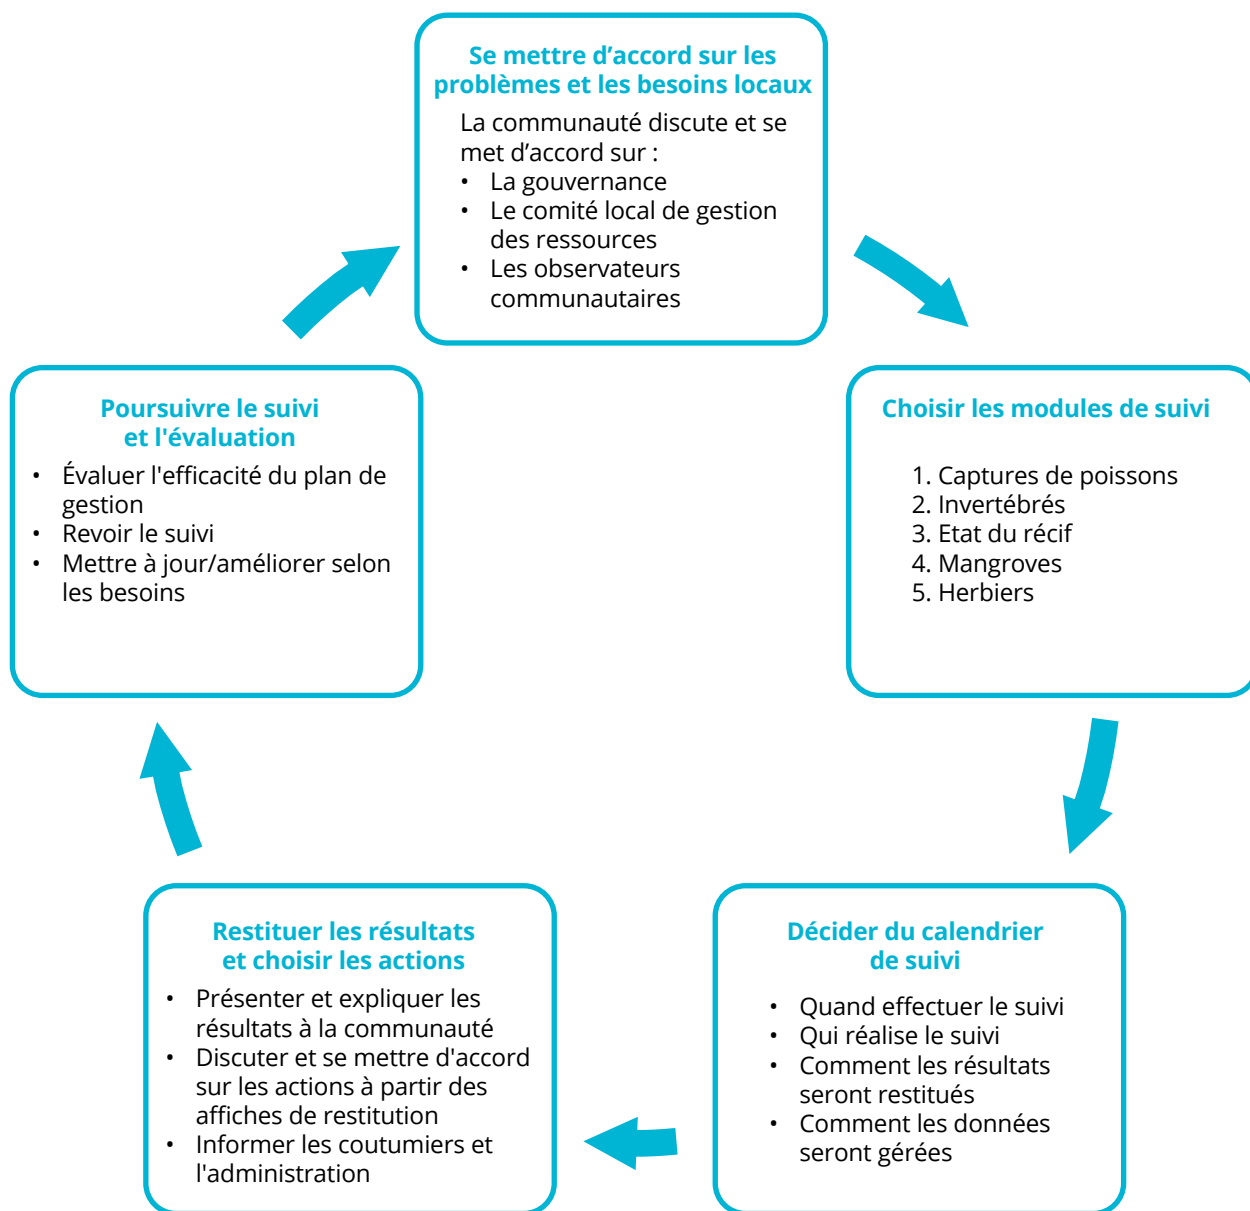 Se mettre d’accord sur les
problèmes et les besoins locaux
La communauté discute et se
met d’accord sur :
• La gouvernance
• Le comité local de gestion
des ressources
• Les observateurs
communautaires
Choisir les modules de suivi
1. Captures de poissons
2. Invertébrés
3. Etat du récif
4. Mangroves
5. Herbiers
Décider du calendrier
de suivi
• Quand effectuer le suivi
• Qui réalise le suivi
• Comment les résultats
seront restitués
• Comment les données
seront gérées
Restituer les résultats
et choisir les actions
• Présenter et expliquer les
résultats à la communauté
• Discuter et se mettre d'accord
sur les actions à partir des
affiches de restitution
• Informer les coutumiers et
l'administration
Poursuivre le suivi
et l'évaluation
• Évaluer l'efficacité du plan de
gestion
• Revoir le suivi
• Mettre à jour/améliorer selon
les besoins